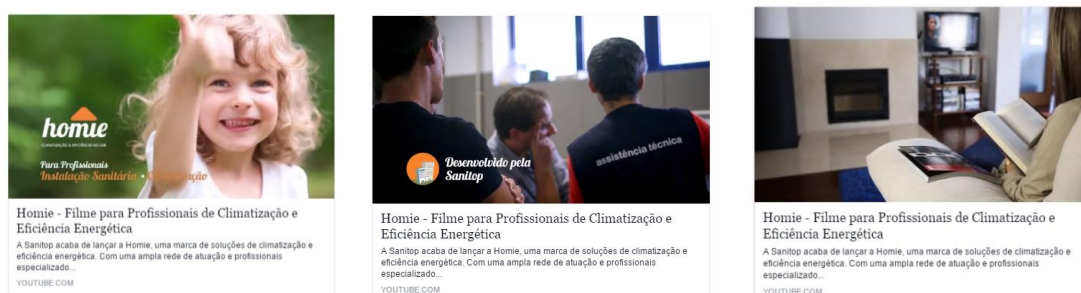 homie
Para Profissionais
Instalação Sanitária •
Homie - Filme para Profissionais de Climatização e
Eficiência Energética
A Sanitop acaba de lançar a Homie, uma marca de soluções de climatização e
eficiência energética. Com uma ampla rede de atuação e profissionais
especializado...
YOUTUBE.COM
Desenvolvido pela
Sanitop
assistência técnica
Homie - Filme para Profissionais de Climatização e
Eficiência Energética
A Sanitop acaba de lançar a Homie, uma marca de soluções de climatização e
eficiência energética. Com uma ampla rede de atuação e profissionais
especializado...
YOUTUBE.COM
Homie - Filme para Profissionais de Climatização e
Eficiência Energética
A Sanitop acaba de lançar a Homie, uma marca de soluções de climatização e
eficiência energética. Com uma ampla rede de atuação e profissionais
especializado...
YOUTUBE.COM